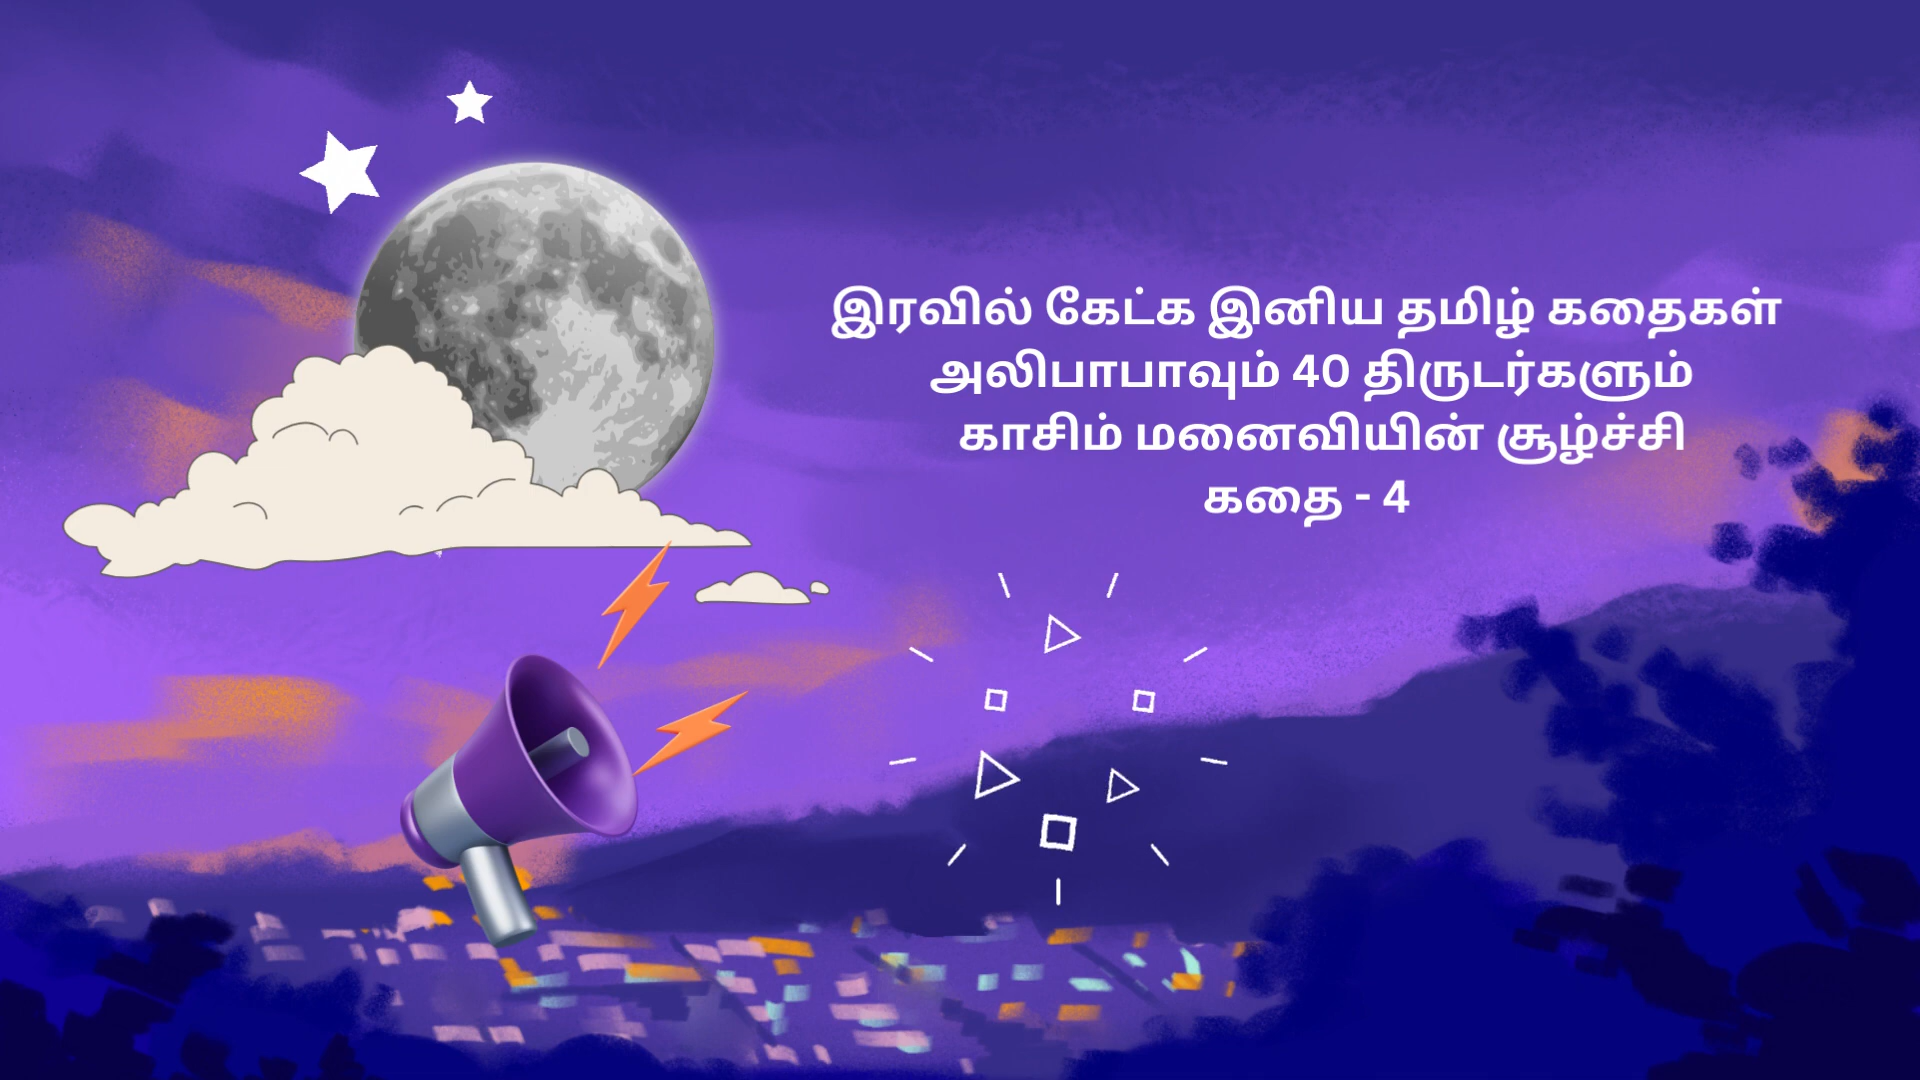 இரவில் கேட்க இனிய தமிழ் கதைகள்
அலிபாபாவும் 40 திருடர்களும்
காசிம் மனைவியின் சூழ்ச்சி
கதை - 4